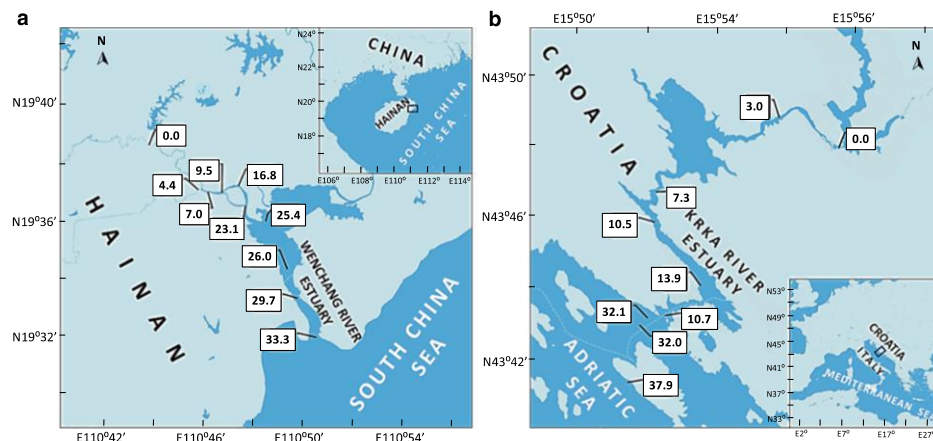 a
N
N19°40′
N19°36′
N19°32′
E110°42′
E110°46′
E110°50′
E110°54′
0.0
9.5
16.8
4.4
7.0
23.1
25.4
26.0
29.7
33.3
HAINAN
WENCHANG RIVER
ESTUARY
SOUTH CHINA
SEA
CHINA
HAINAN
SOUTH CHINA
SEA
N24°
N22°
N20°
N18°
E106°
E108°
E110°
E112°
E114°
b
E15°50′
E15°54′
E15°56′
N
N43°50′
N43°46′
N43°42′
CROATIA
3.0
0.0
7.3
10.5
13.9
32.1
10.7
32.0
37.9
KRKA RIVER
ESTUARY
ADRIATIC
SEA
N53°
N49°
N45°
N41°
N37°
N33°
CROATIA
ITALY
MEDITERRANEAN
E2°
E7°
E17°
E27°